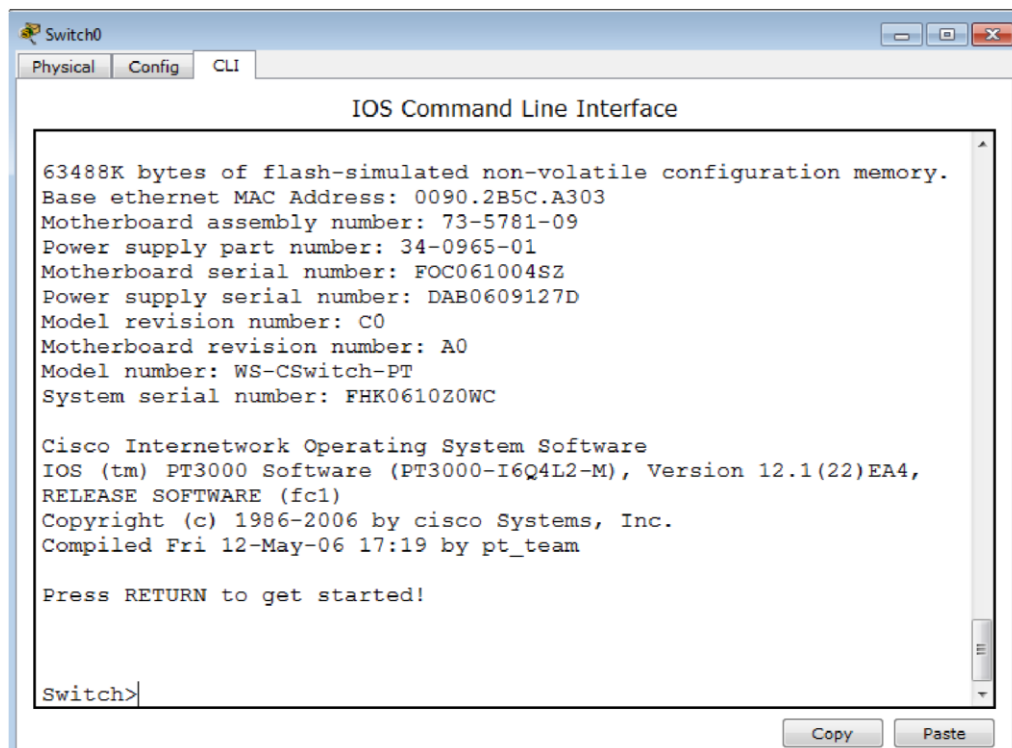 Switch0
Physical Config CLI
IOS Command Line Interface
63488K bytes of flash-simulated non-volatile configuration memory.
Base ethernet MAC Address: 0090.2B5C.A303
Motherboard assembly number: 73-5781-09
Power supply part number: 34-0965-01
Motherboard serial number: FOC061004SZ
Power supply serial number: DAB0609127D
Model revision number: C0
Motherboard revision number: A0
Model number: WS-CSwitch-PT
System serial number: FHK0610Z0WC
Cisco Internetwork Operating System Software
IOS (tm) PT3000 Software (PT3000-I6Q4L2-M), Version 12.1(22)EA4,
RELEASE SOFTWARE (fc1)
Copyright (c) 1986-2006 by cisco Systems, Inc.
Compiled Fri 12-May-06 17:19 by pt_team
Press RETURN to get started!
Switch>
Copy Paste